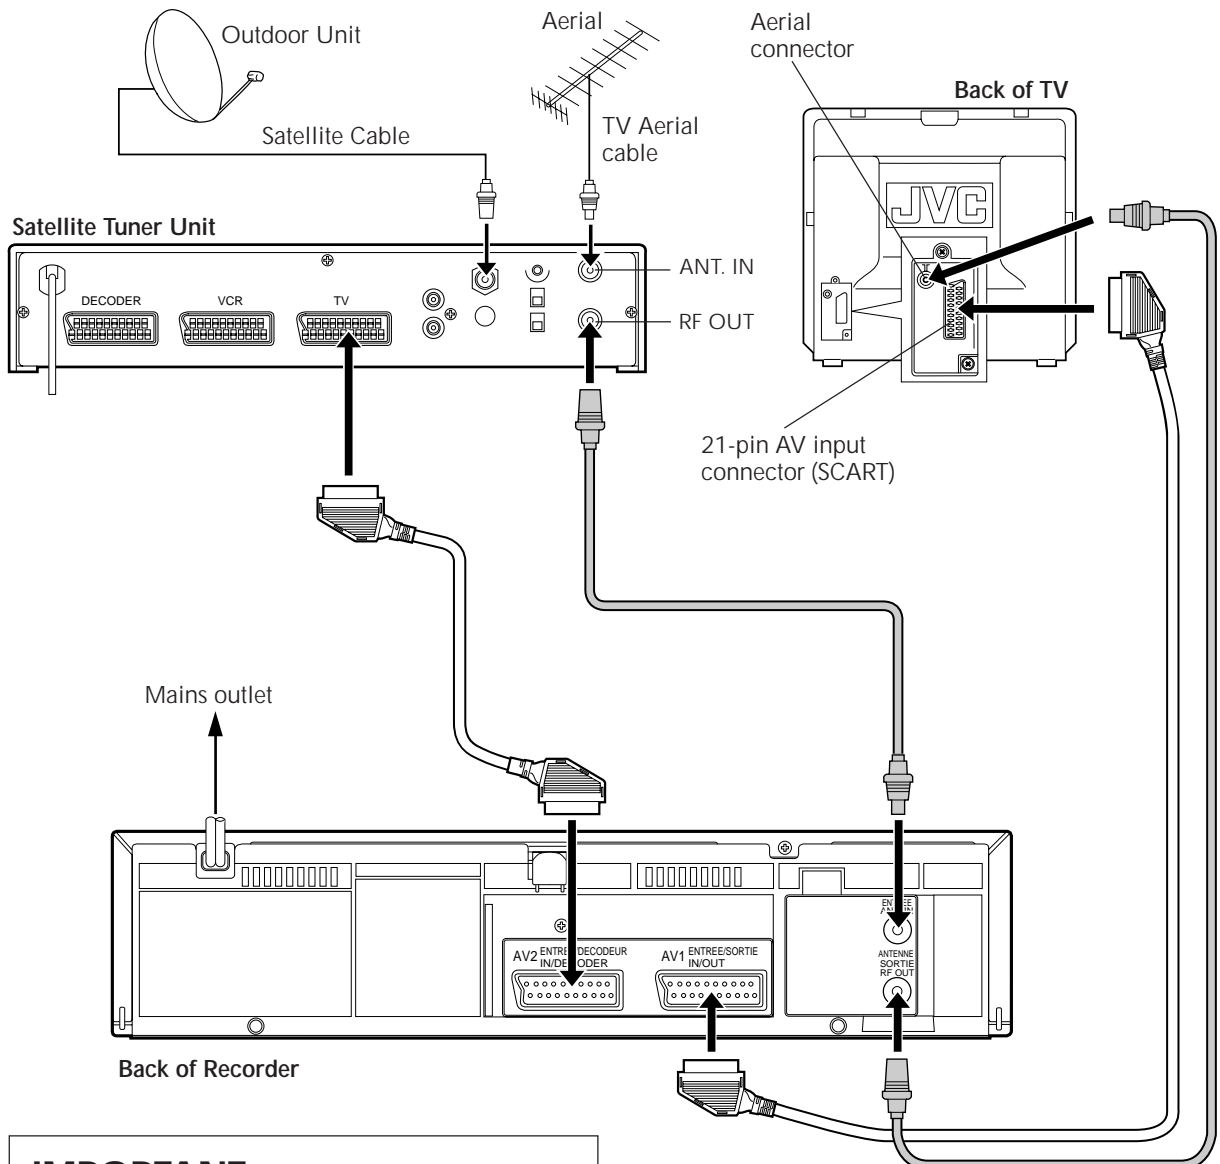 Outdoor Unit
Aerial
Aerial
connector
Back of TV
Satellite Cable
TV Aerial
cable
JVC
Satellite Tuner Unit
DECODER
VCR
TV
ANT. IN
RF OUT
21-pin AV input
connector (SCART)
Mains outlet
AV2
IN/DECODER
AV1 ENTREE/SORTIE
IN/OUT
ENTREE
ANTENNE
SORTIE
RF OUT
Back of Recorder
IMPORTANT